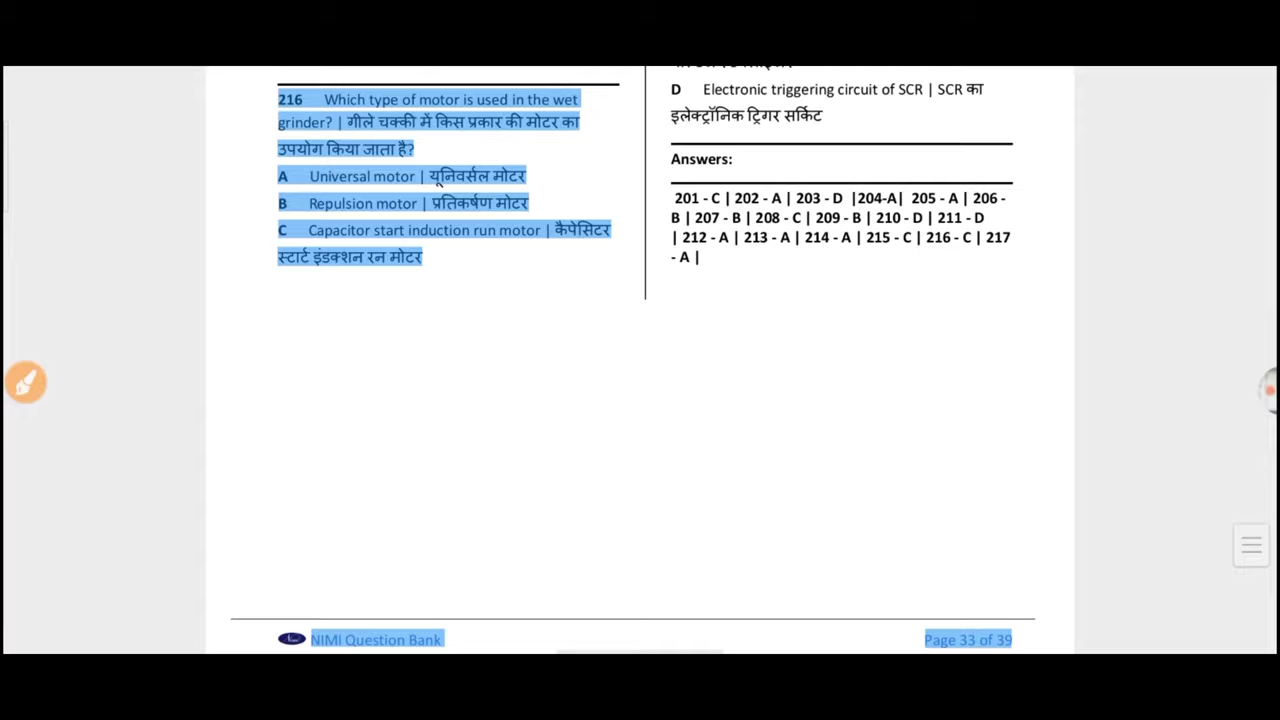 216 Which type of motor is used in the wet
grinder? | गीले चक्की में किस प्रकार की मोटर का
उपयोग किया जाता है?
A Universal motor | यूनिवर्सल मोटर
B Repulsion motor | प्रतिकर्षण मोटर
C Capacitor start induction run motor | कैपेसिटर
स्टार्ट इंडक्शन रन मोटर
D Electronic triggering circuit of SCR | SCR का
इलेक्ट्रॉनिक ट्रिगर सर्किट
Answers:
201 - C | 202 - A | 203 - D |204-A| 205 - A | 206 -
B | 207 - B | 208 - C | 209 - B | 210 - D | 211 - D
| 212 - A | 213 - A | 214 - A | 215 - C | 216 - C | 217
- A |
NIMI Question Bank
Page 33 of 39